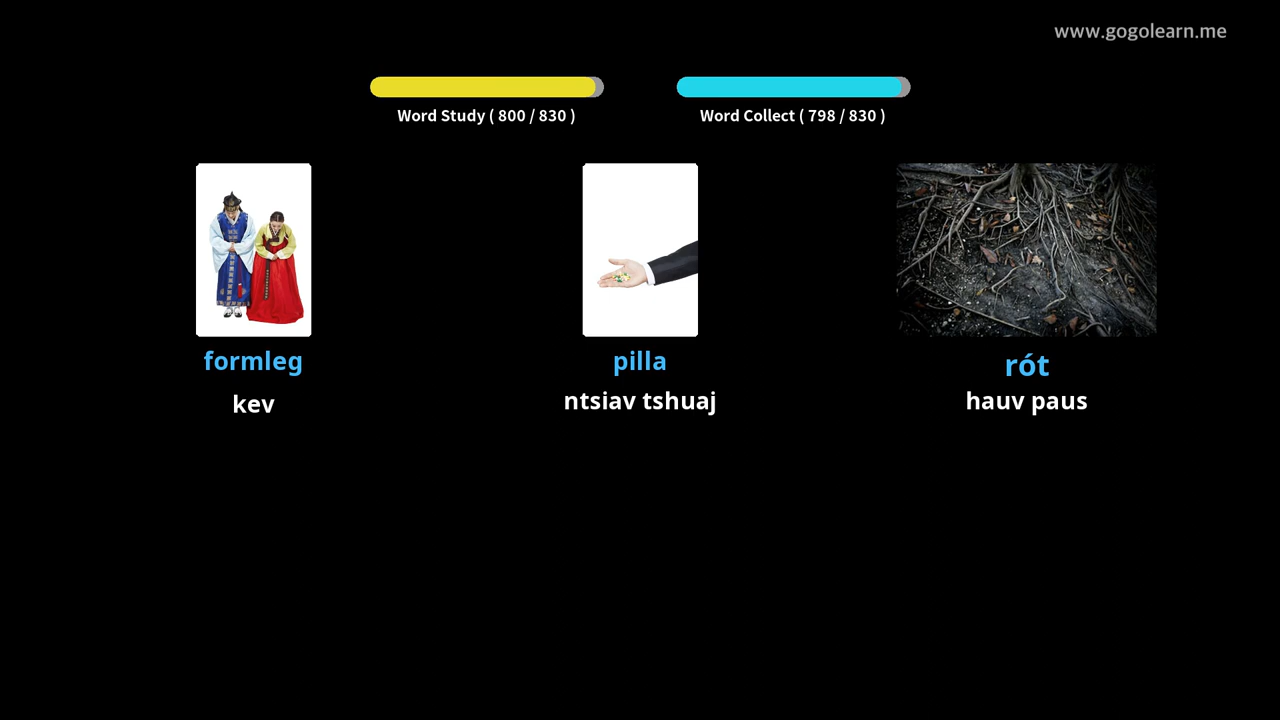 www.gogolearn.me
Word Study ( 800 / 830 )
Word Collect ( 798 / 830 )
formleg
kev
pilla
ntsiav tshuaj
rót
hauv paus